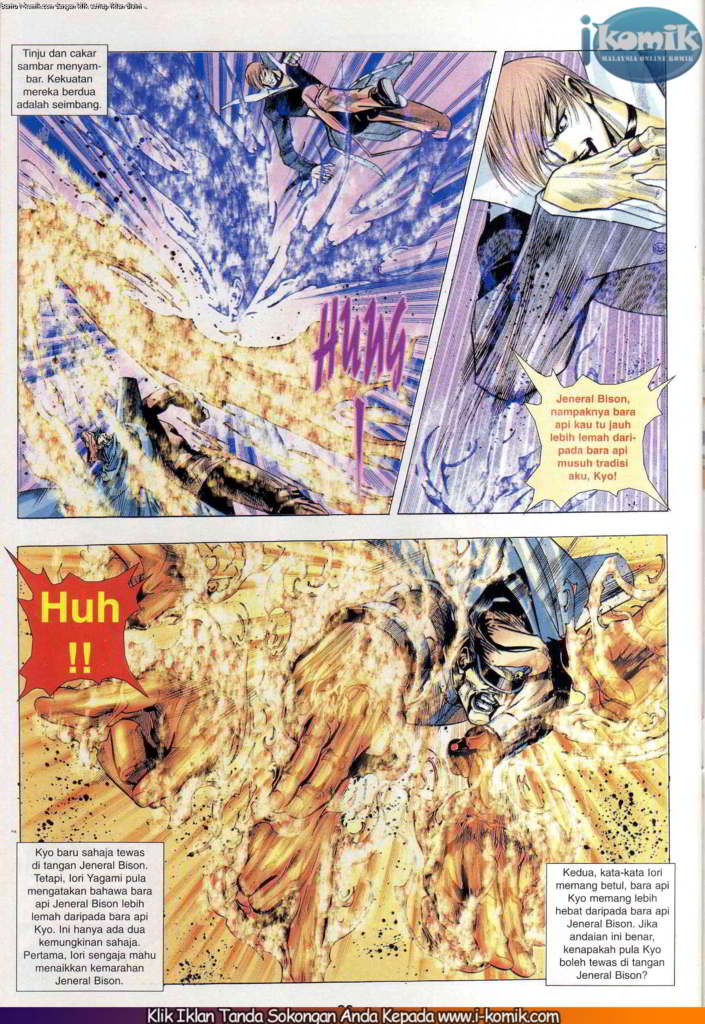 ikomik
MALAYSIA ONLINE KOMIK
Tinju dan cakar
sambar menyam-
bar. Kekuatan
mereka berdua
adalah seimbang.
HUNG
!
Jeneral Bison,
nampaknya bara
api kau tu jauh
lebih lemah dari-
pada bara api
musuh tradisi
aku, Kyo!
Huh
!!
Kyo baru sahaja tewas
di tangan Jeneral Bison.
Tetapi, Iori Yagami pula
mengatakan bahawa bara
api Jeneral Bison lebih
lemah daripada bara api
Kyo. Ini hanya ada dua
kemungkinan sahaja.
Pertama, Iori sengaja mahu
menaikkan kemarahan
Jeneral Bison.
Kedua, kata-kata Iori
memang betul, bara api
Kyo memang lebih
hebat daripada bara api
Jeneral Bison. Jika
andaian ini benar,
kenapakah pula Kyo
boleh tewas di tangan
Jeneral Bison?
Klik Iklan Tanda Sokongan Anda Kepada www.i-komik.com